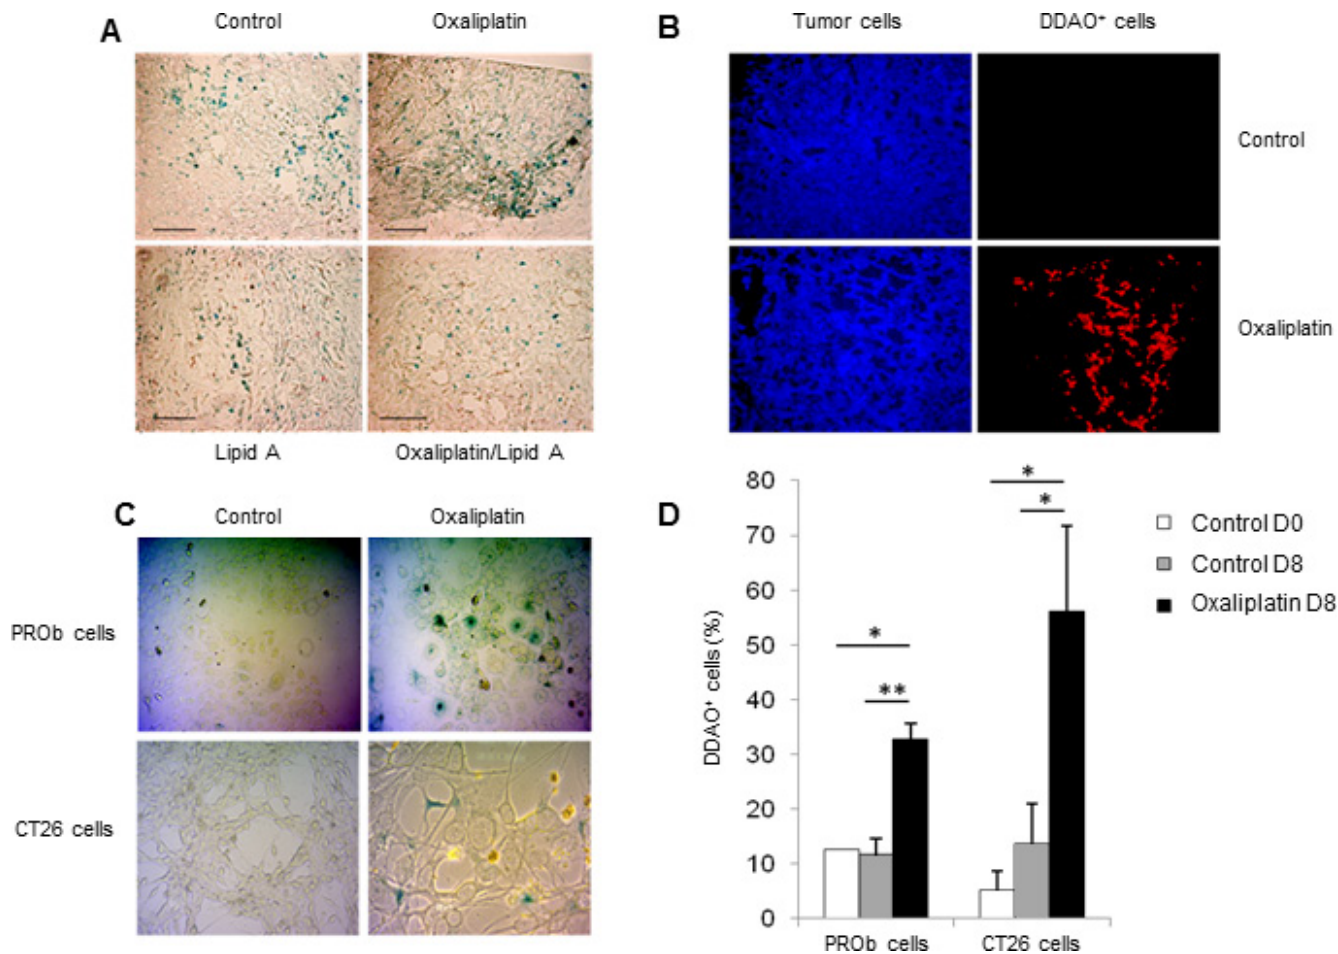 A
Control
Oxaliplatin
Lipid A
Oxaliplatin/Lipid A
B
Tumor cells
DDAO⁺ cells
Control
Oxaliplatin
C
Control
Oxaliplatin
PROb cells
CT26 cells
D
DDAO⁺ cells (%)
80
70
60
50
40
30
20
10
0
*
**
*
*
PROb cells
CT26 cells
Control D0
Control D8
Oxaliplatin D8